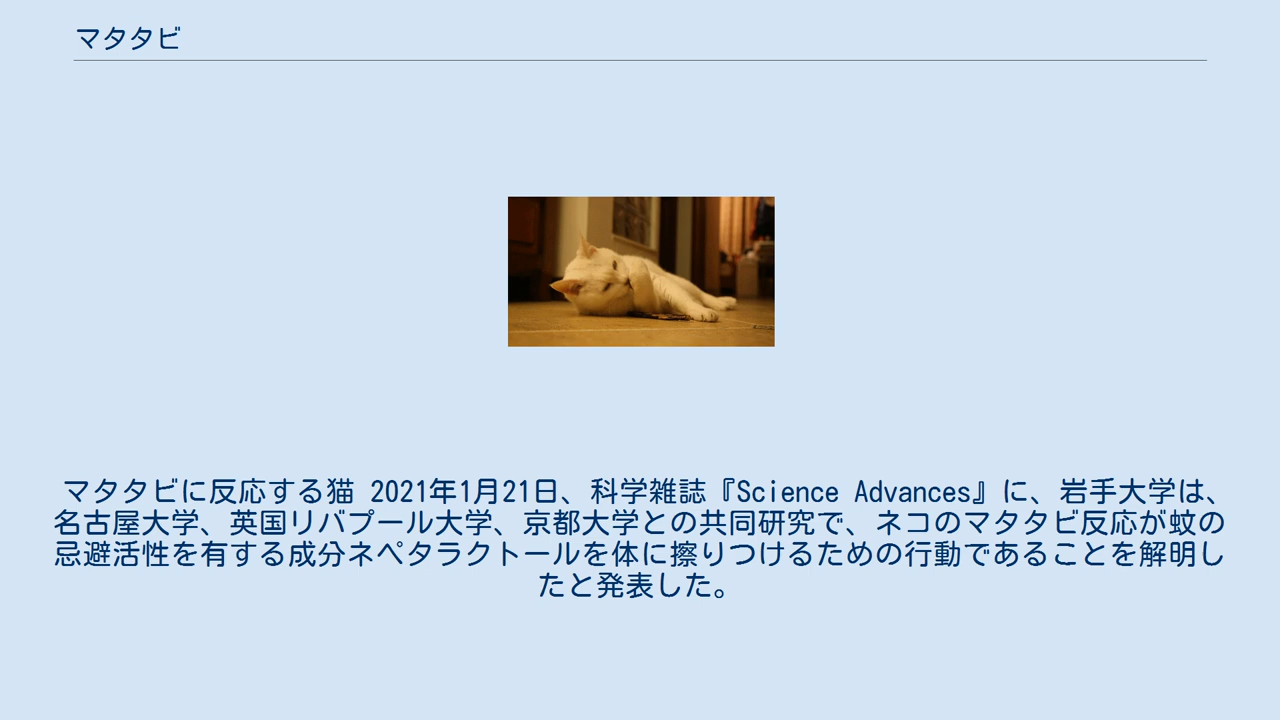 マタタビ
マタタビに反応する猫 2021年1月21日、科学雑誌『Science Advances』に、岩手大学は、
名古屋大学、英国リバプール大学、京都大学との共同研究で、ネコのマタタビ反応が蚊の
忌避活性を有する成分ネペタラクトールを体に擦りつけるための行動であることを解明し
たと発表した。